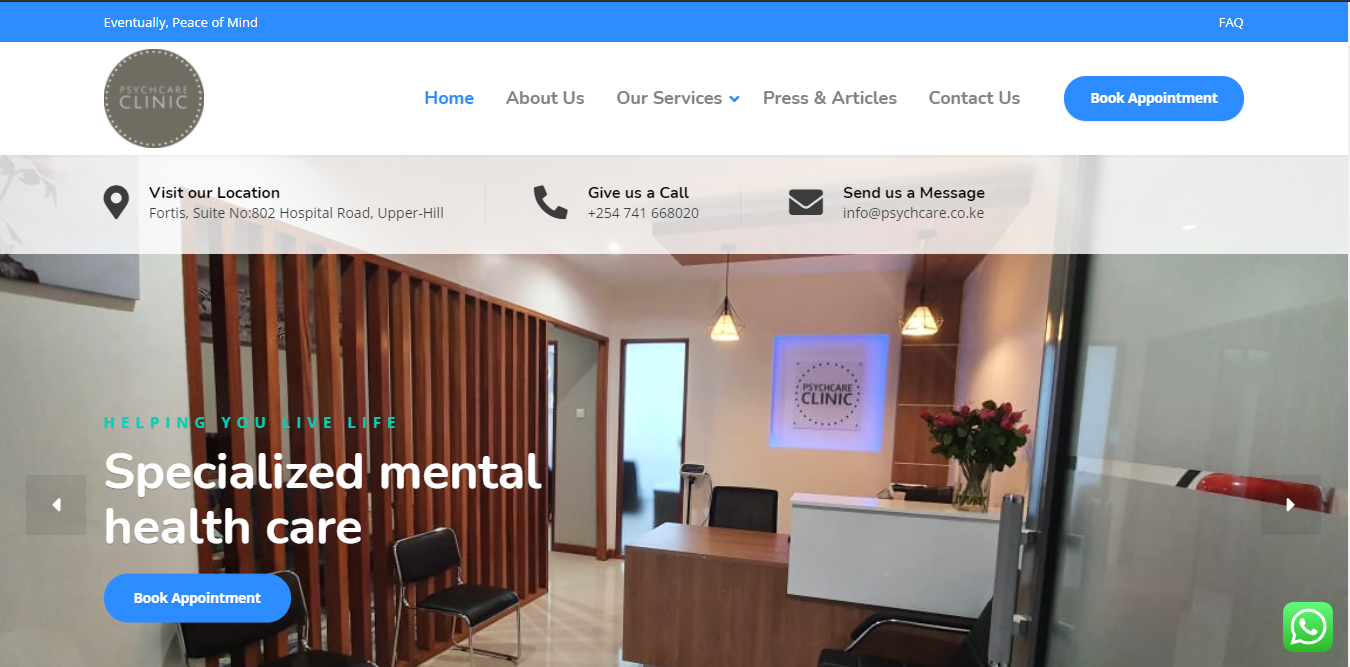 Eventually, Peace of Mind
FAQ
PSYCHCARE
CLINIC
Home
About Us
Our Services
Press & Articles
Contact Us
Book Appointment
Visit our Location
Fortis, Suite No:802 Hospital Road, Upper-Hill
Give us a Call
+254 741 668020
Send us a Message
info@psychcare.co.ke
PSYCHCARE
CLINIC
HELPING YOU LIVE LIFE
Specialized mental
health care
Book Appointment